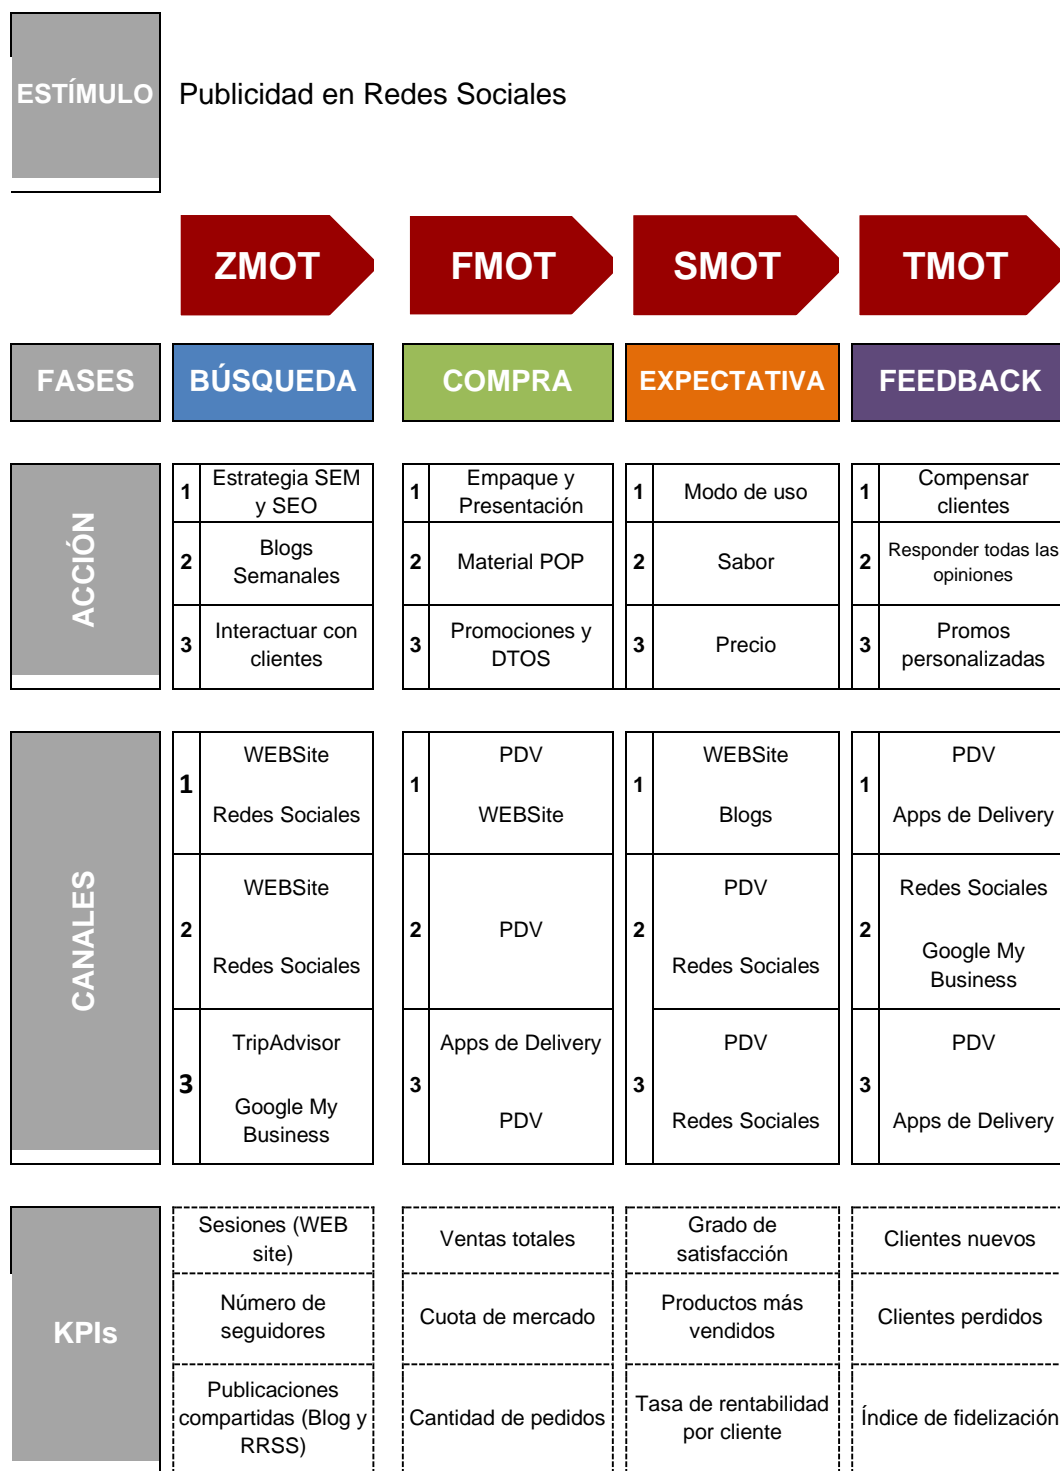 ESTÍMULO
Publicidad en Redes Sociales
ZMOT
FMOT
SMOT
TMOT
FASES
BÚSQUEDA
COMPRA
EXPECTATIVA
FEEDBACK
ACCIÓN
1
Estrategia SEM
y SEO
1
Empaque y
Presentación
1
Modo de uso
1
Compensar
clientes
2
Blogs
Semanales
2
Material POP
2
Sabor
2
Responder todas las
opiniones
3
Interactuar con
clientes
3
Promociones y
DTOS
3
Precio
3
Promos
personalizadas
CANALES
1
WEBSite
Redes Sociales
1
PDV
WEBSite
1
WEBSite
Blogs
1
PDV
Apps de Delivery
2
WEBSite
Redes Sociales
2
PDV
2
PDV
Redes Sociales
2
Redes Sociales
Google My
Business
3
TripAdvisor
Google My
Business
3
Apps de Delivery
PDV
3
PDV
Redes Sociales
3
PDV
Apps de Delivery
KPIs
Sesiones (WEB
site)
Ventas totales
Grado de
satisfacción
Clientes nuevos
Número de
seguidores
Cuota de mercado
Productos más
vendidos
Clientes perdidos
Publicaciones
compartidas (Blog y
RRSS)
Cantidad de pedidos
Tasa de rentabilidad
por cliente
Índice de fidelización